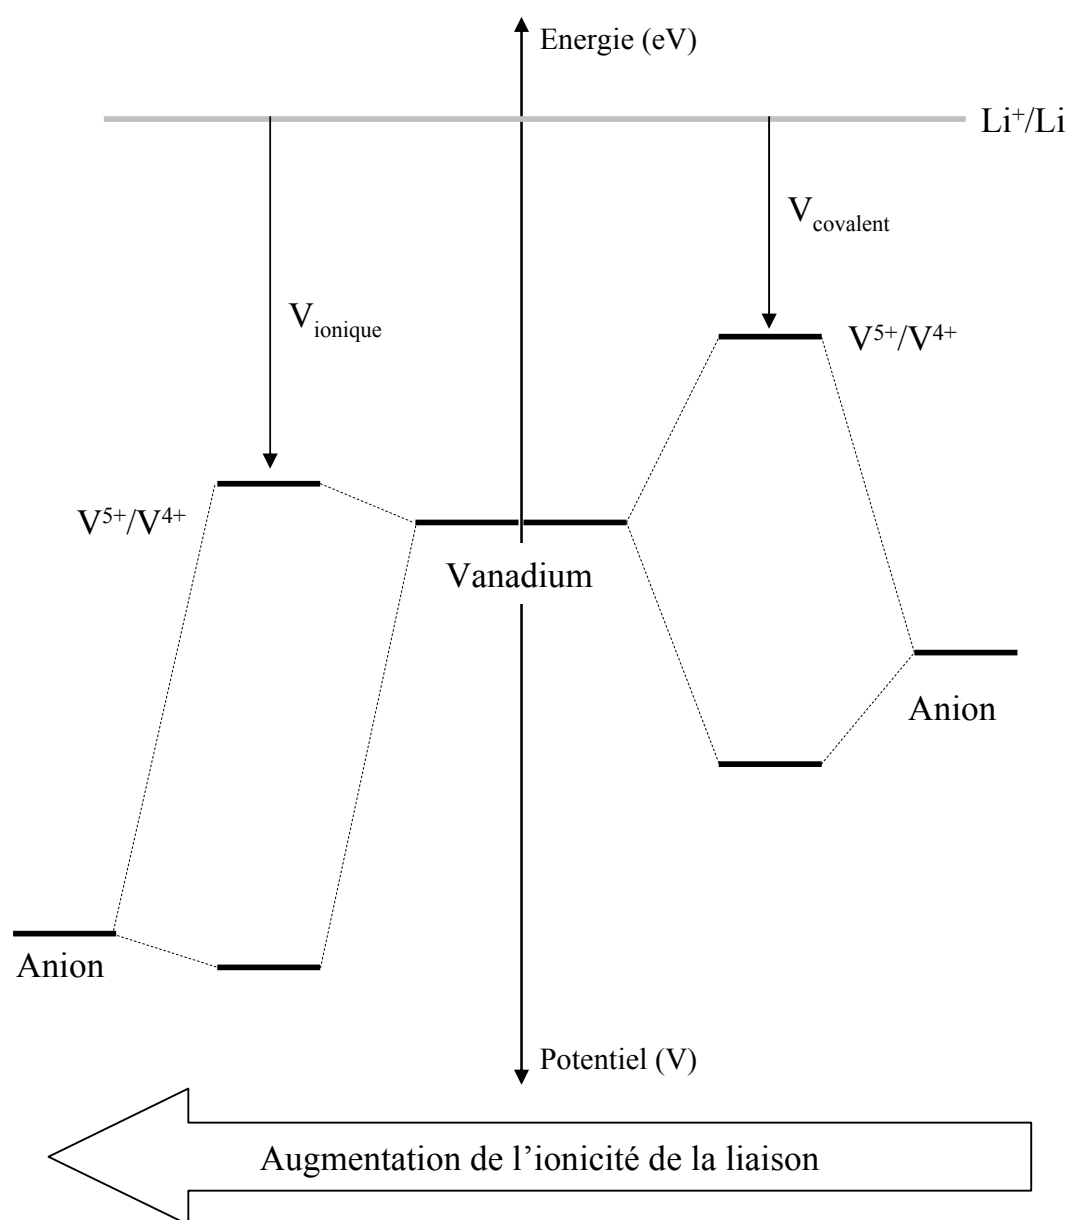 Energie (eV)
Li⁺/Li
V_covalent
V_ionique
V⁵⁺/V⁴⁺
V⁵⁺/V⁴⁺
Vanadium
Anion
Anion
Potentiel (V)
Augmentation de l’ionicité de la liaison